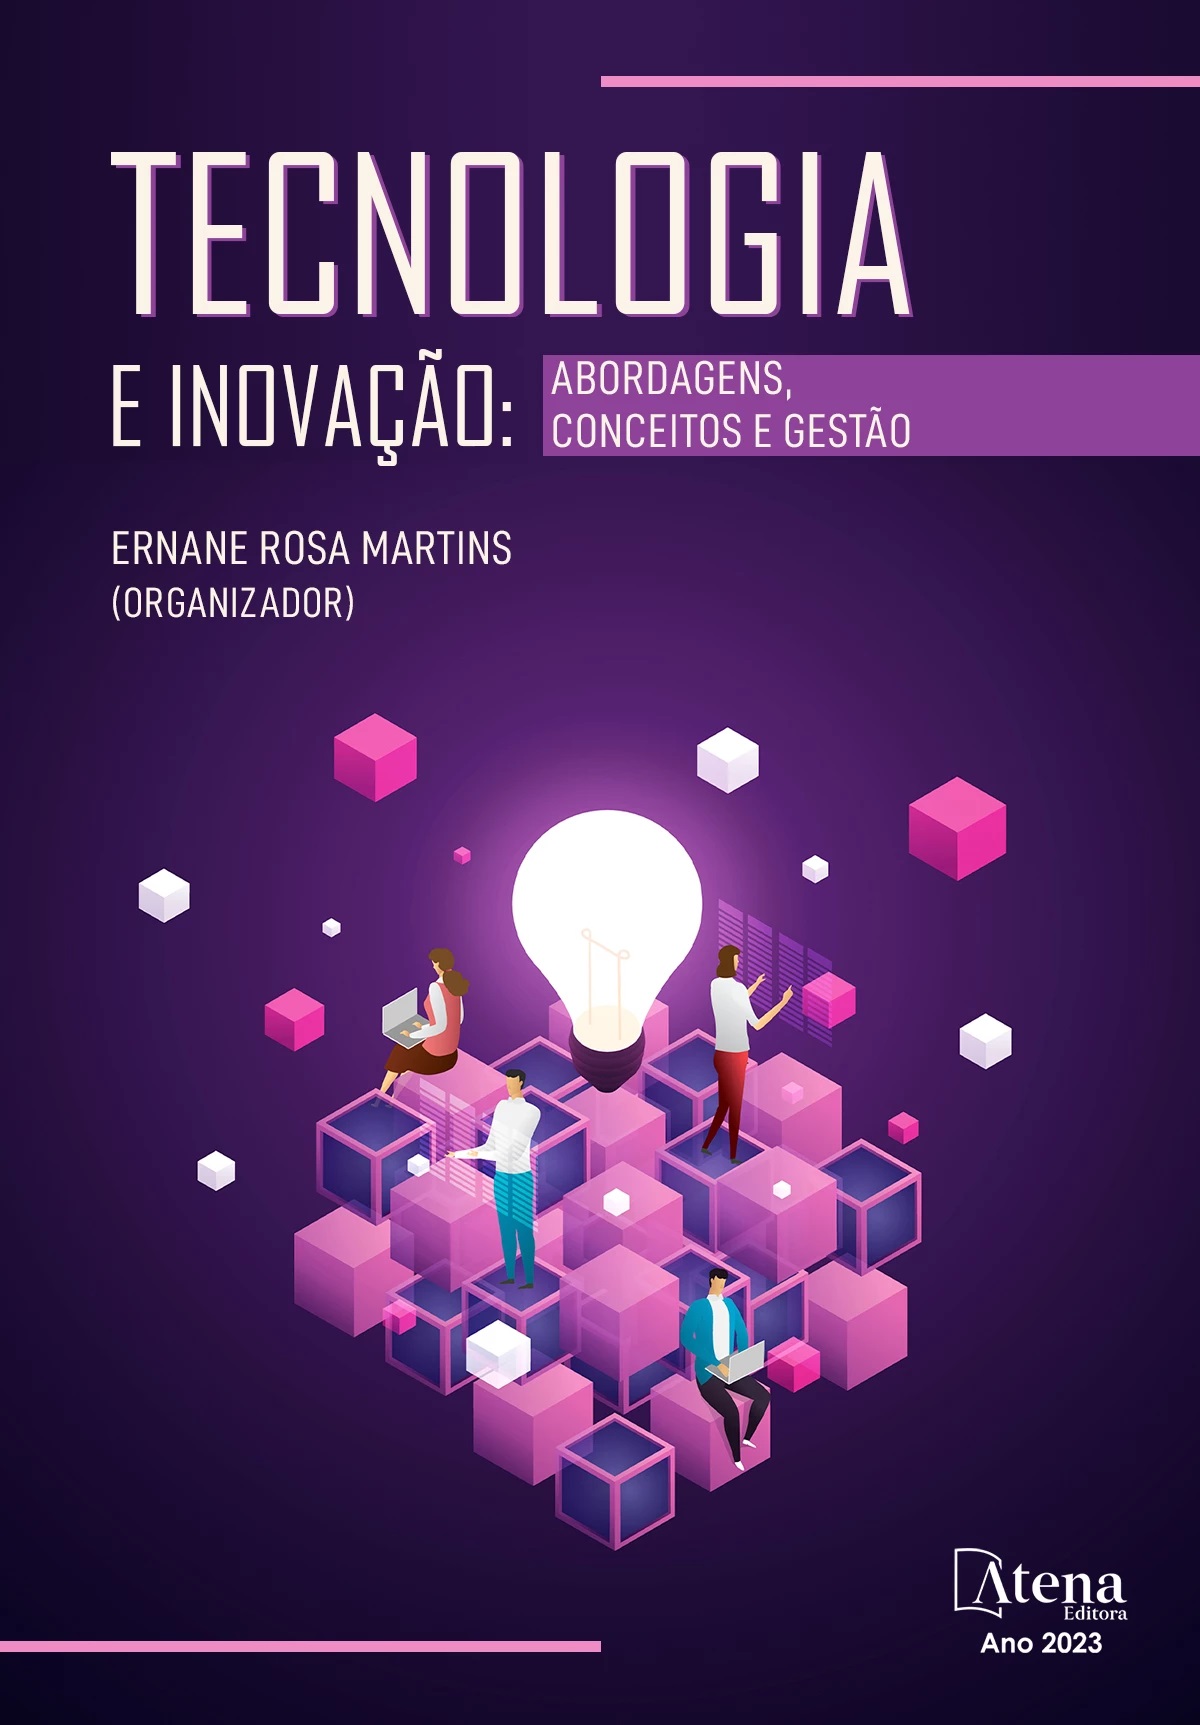 TECNOLOGIA
E INOVAÇÃO:
ABORDAGENS,
CONCEITOS E GESTÃO
ERNANE ROSA MARTINS
(ORGANIZADOR)
Atena
Editora
Ano 2023